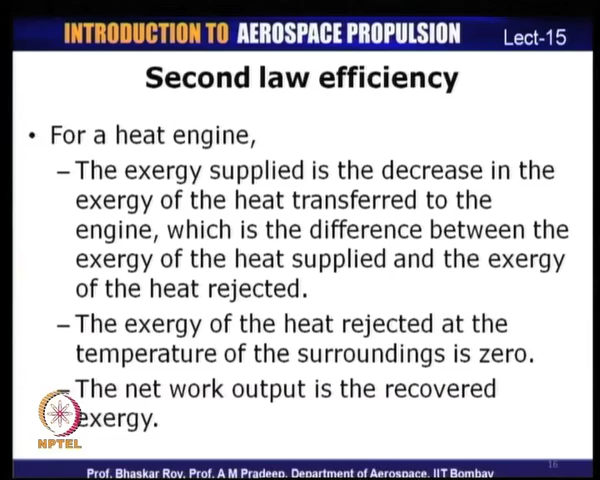 INTRODUCTION TO AEROSPACE PROPULSION Lect-15
Second law efficiency
• For a heat engine,
– The exergy supplied is the decrease in the
exergy of the heat transferred to the
engine, which is the difference between the
exergy of the heat supplied and the exergy
of the heat rejected.
– The exergy of the heat rejected at the
temperature of the surroundings is zero.
– The net work output is the recovered
exergy.
NPTEL
16
Prof. Bhaskar Roy, Prof. A M Pradeep, Department of Aerospace, IIT Bombay